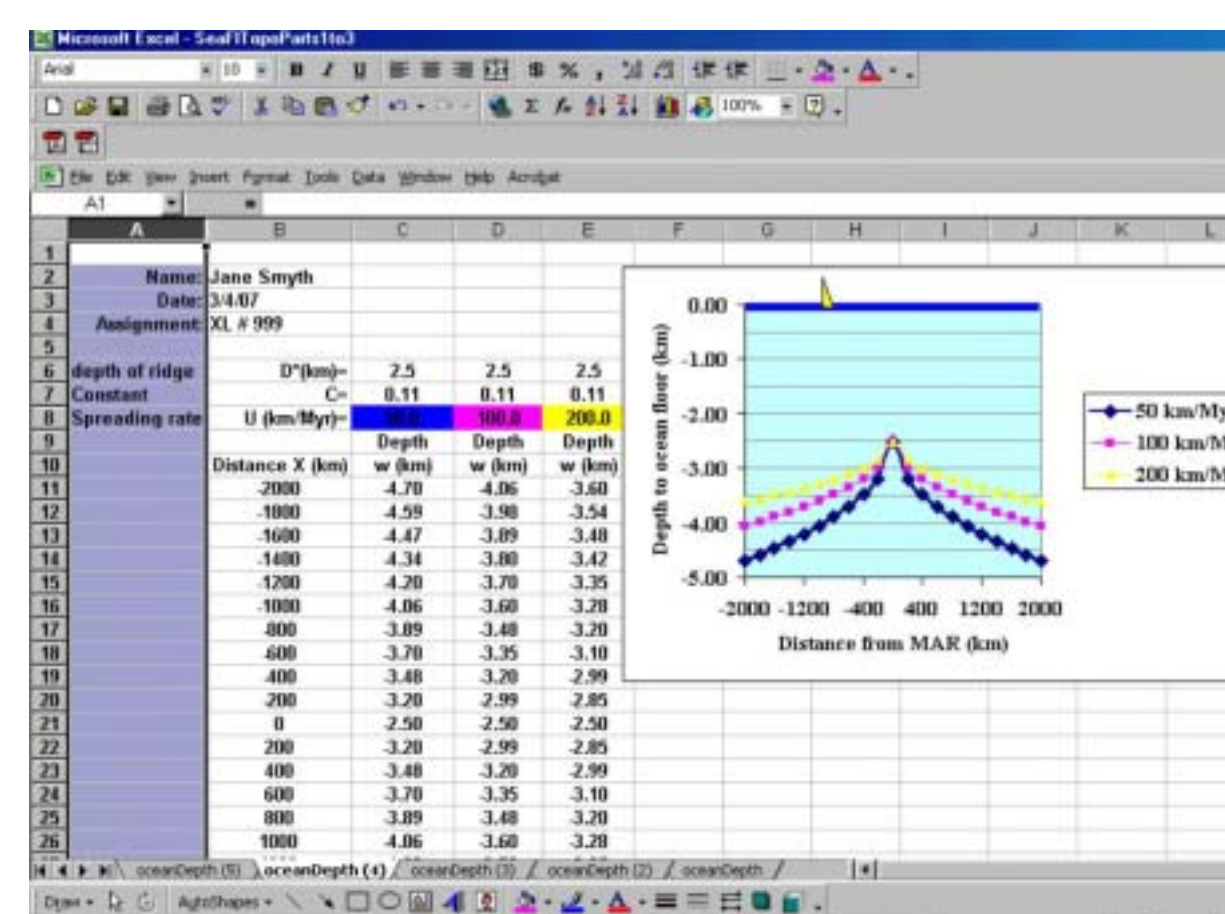 Microsoft Excel - SeaFlTopoParts1to3
Arial 10 B I U $ % ,
100%
File Edit View Insert Format Tools Data Window Help Acrobat
A1 =
A B C D E F G H I J K L
1
2 Name: Jane Smyth
3 Date: 3/4/07
4 Assignment: XL # 999
5
6 depth of ridge D*(km)= 2.5 2.5 2.5
7 Constant C= 0.11 0.11 0.11
8 Spreading rate U (km/Myr)= 50.0 100.0 200.0
9 Depth Depth Depth
10 Distance X (km) w (km) w (km) w (km)
11 -2000 -4.70 -4.06 -3.60
12 -1800 -4.59 -3.98 -3.54
13 -1600 -4.47 -3.89 -3.48
14 -1400 -4.34 -3.80 -3.42
15 -1200 -4.20 -3.70 -3.35
16 -1000 -4.06 -3.60 -3.28
17 -800 -3.89 -3.48 -3.20
18 -600 -3.70 -3.35 -3.10
19 -400 -3.48 -3.20 -2.99
20 -200 -3.20 -2.99 -2.85
21 0 -2.50 -2.50 -2.50
22 200 -3.20 -2.99 -2.85
23 400 -3.48 -3.20 -2.99
24 600 -3.70 -3.35 -3.10
25 800 -3.89 -3.48 -3.20
26 1000 -4.06 -3.60 -3.28
0.00
-1.00
-2.00
-3.00
-4.00
-5.00
Depth to ocean floor (km)
-2000 -1200 -400 400 1200 2000
Distance from MAR (km)
50 km/My
100 km/M
200 km/M
oceanDepth (5) oceanDepth (4) oceanDepth (3) oceanDepth (2) oceanDepth
Draw AutoShapes